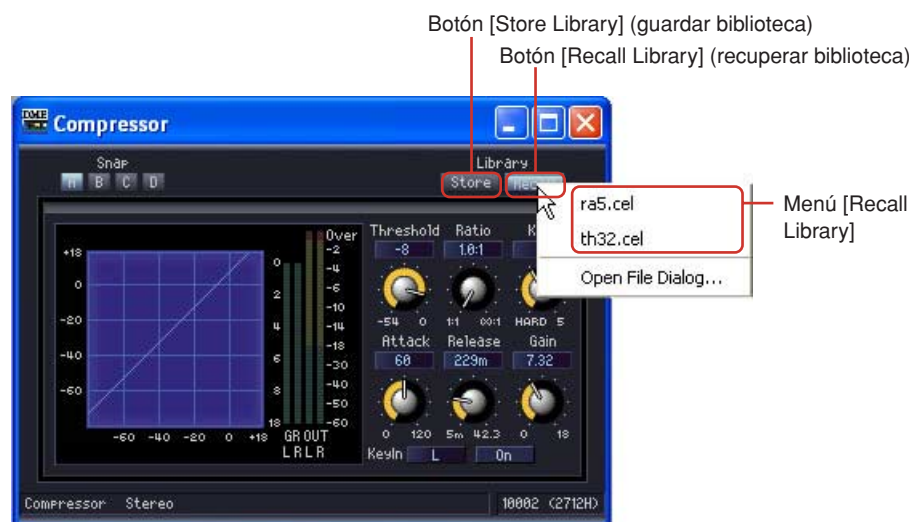 Botón [Store Library] (guardar biblioteca)
Botón [Recall Library] (recuperar biblioteca)
DME Compressor
Snap
Library
A B C D
Store
ra5.cel
th32.cel
Open File Dialog...
Menú [Recall
Library]
+18
0
-20
-40
-60
-60 -40 -20 0 +18
0
2
4
6
8
18
Over
-2
-4
-6
-10
-14
-18
-30
-40
-50
-60
GR OUT
L R L R
Threshold Ratio
-8 1.0:1
-54 0 1:1 ∞:1 HARD 5
Attack Release Gain
60 229m 7.32
0 120 5m 42.3 0 18
KeyIn L On
Compressor Stereo 10002 (2712H)